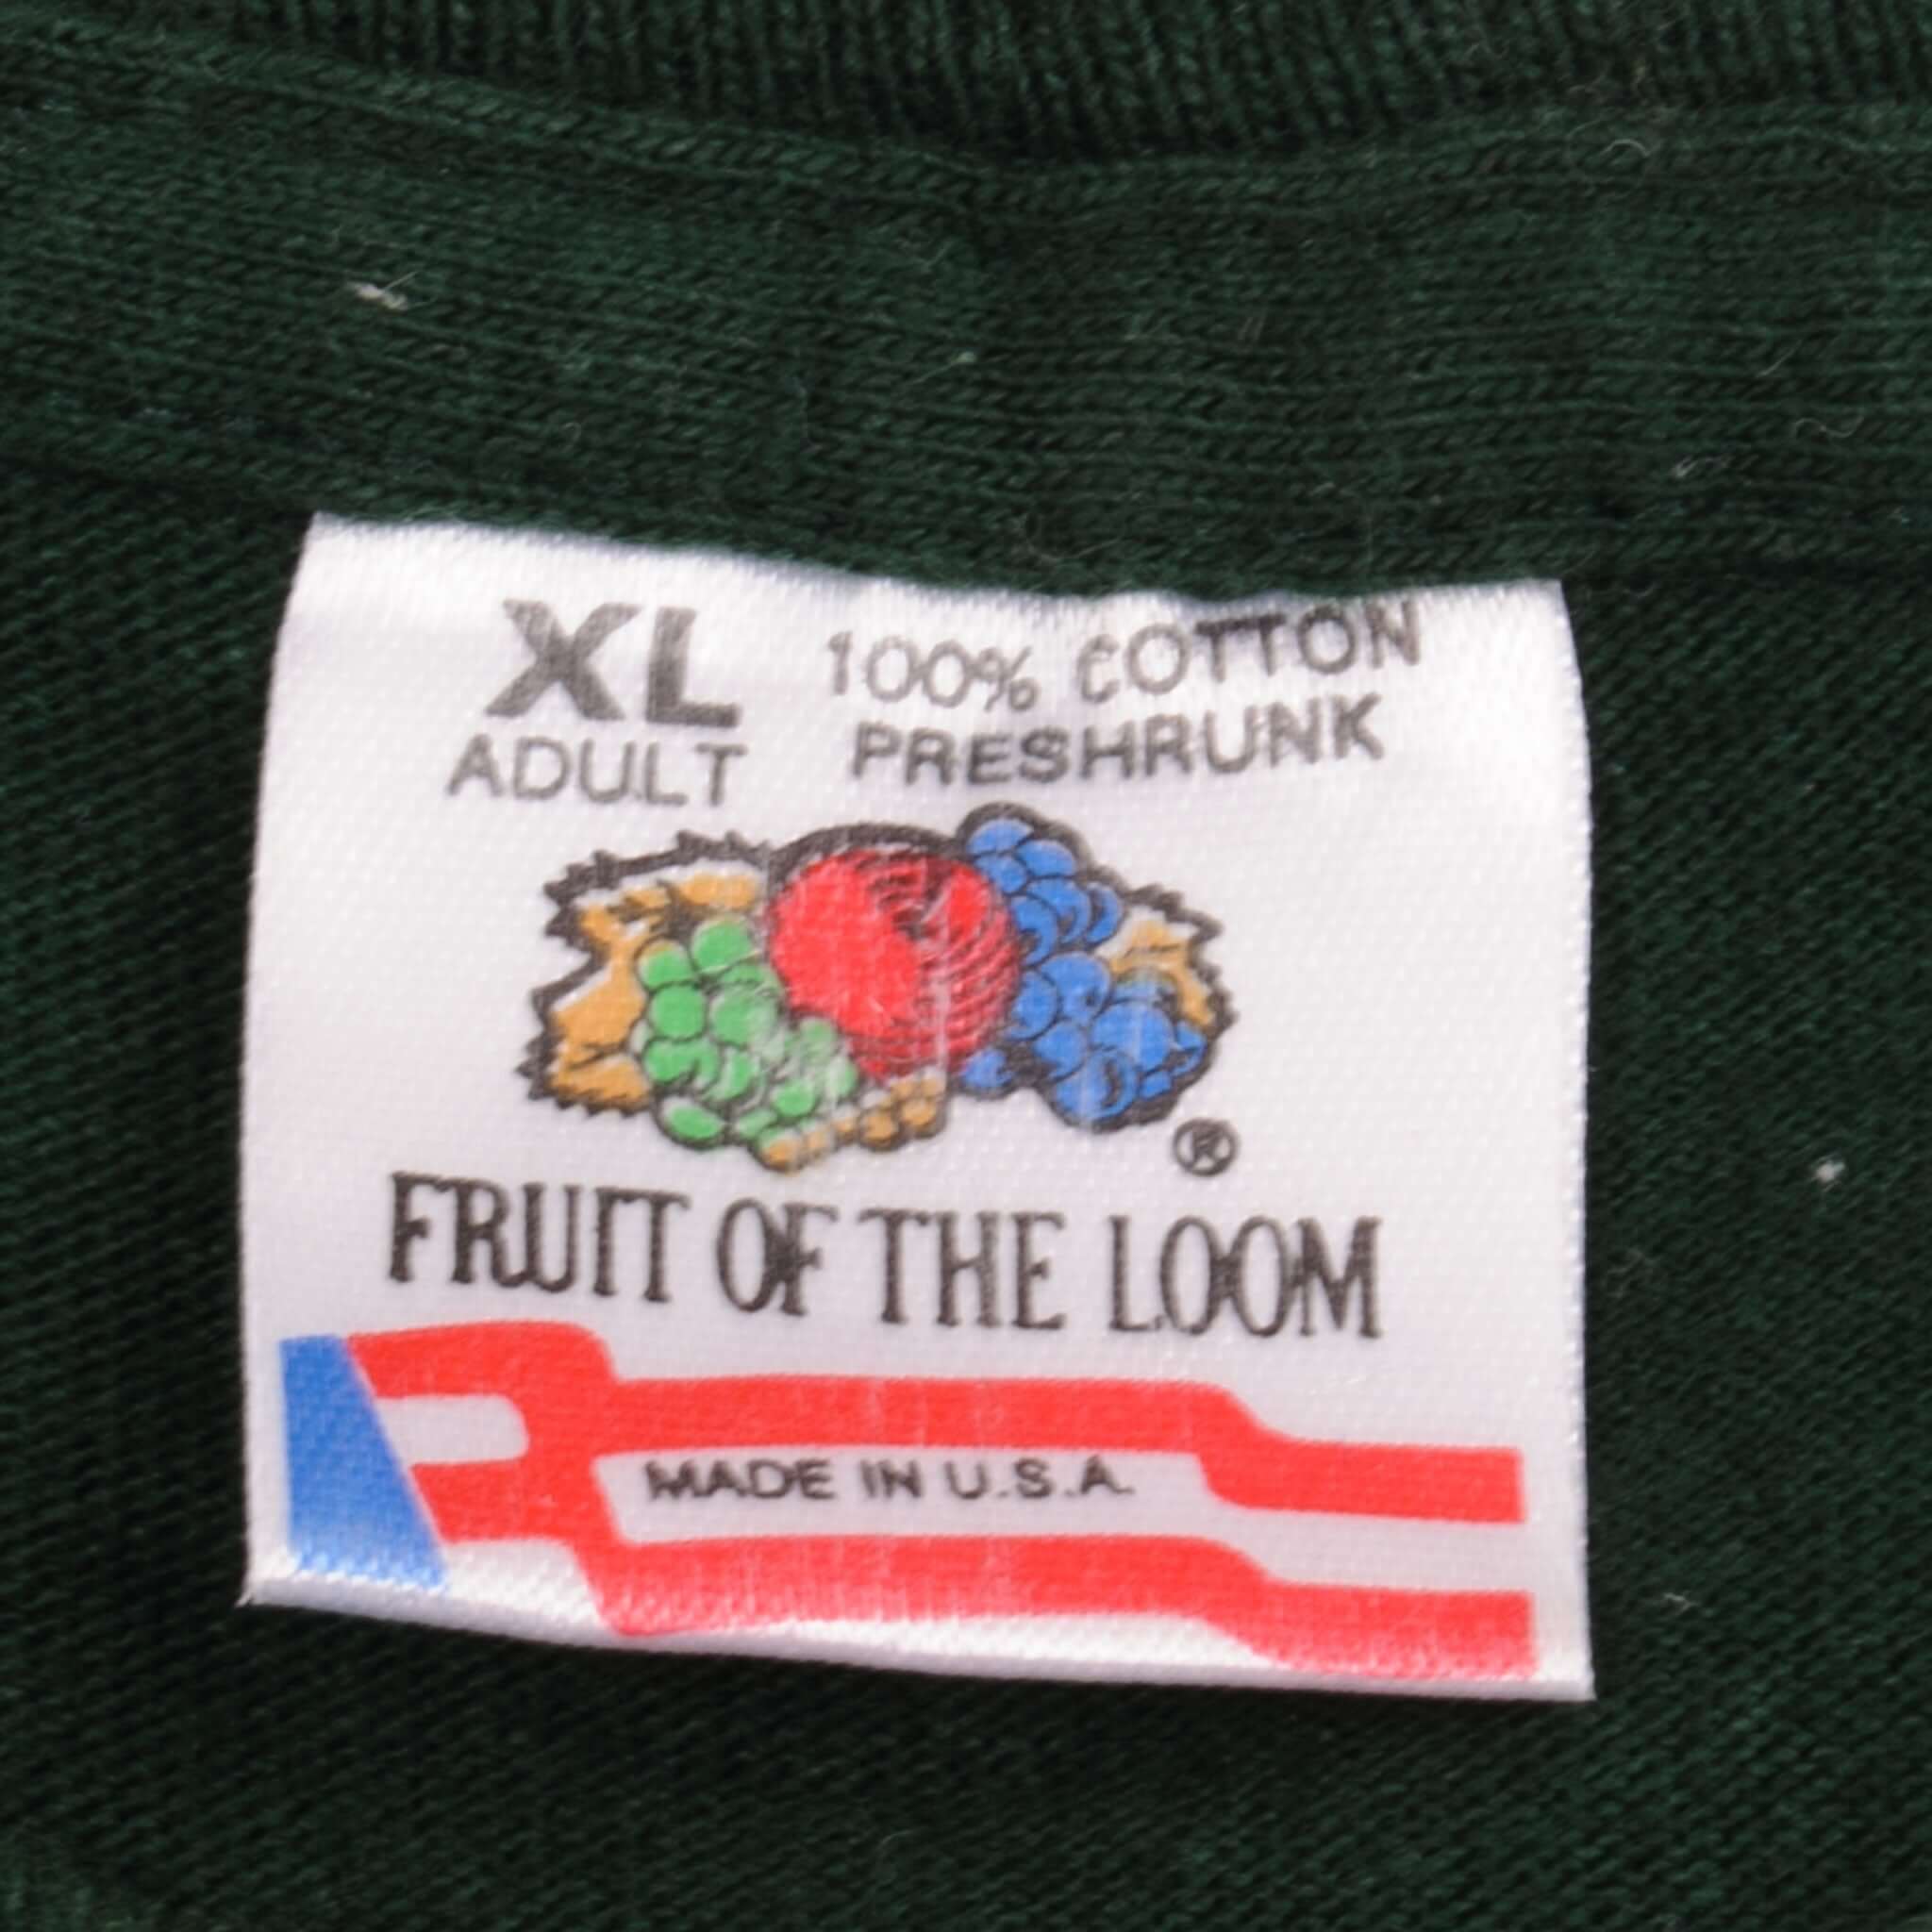 XL
ADULT
100% COTTON
PRESHRUNK
®
FRUIT OF THE LOOM
MADE IN U.S.A.